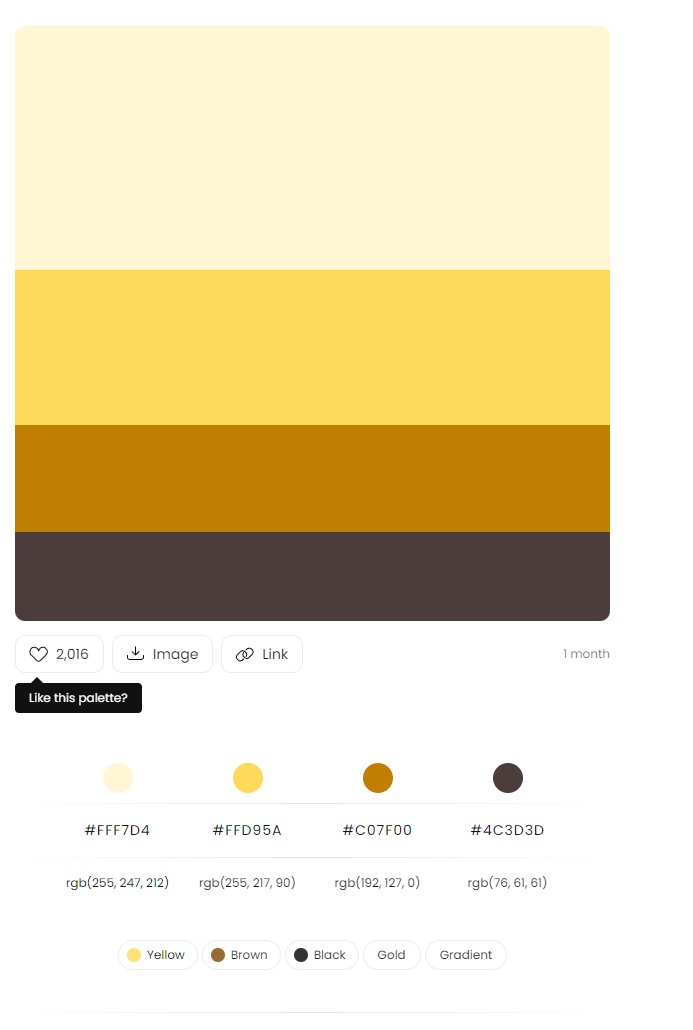 2,016 Image Link 1 month
Like this palette?
#FFF7D4 #FFD95A #C07F00 #4C3D3D
rgb(255, 247, 212) rgb(255, 217, 90) rgb(192, 127, 0) rgb(76, 61, 61)
Yellow Brown Black Gold Gradient